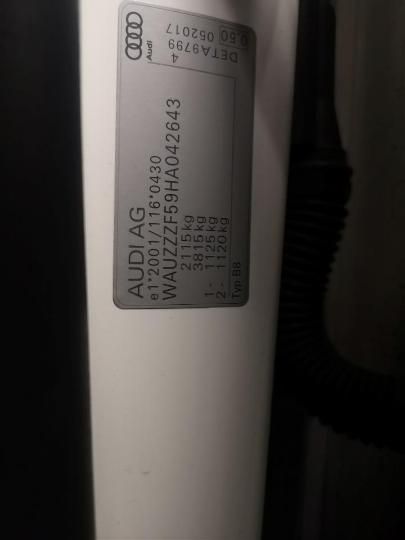 AUDI AG
e1*2001/116*0430
WAUZZZF59HA042643
2115kg
3815kg
1- 1125kg
2- 1120kg
Typ B8
Audi
DETA9799
4
0.50 052017